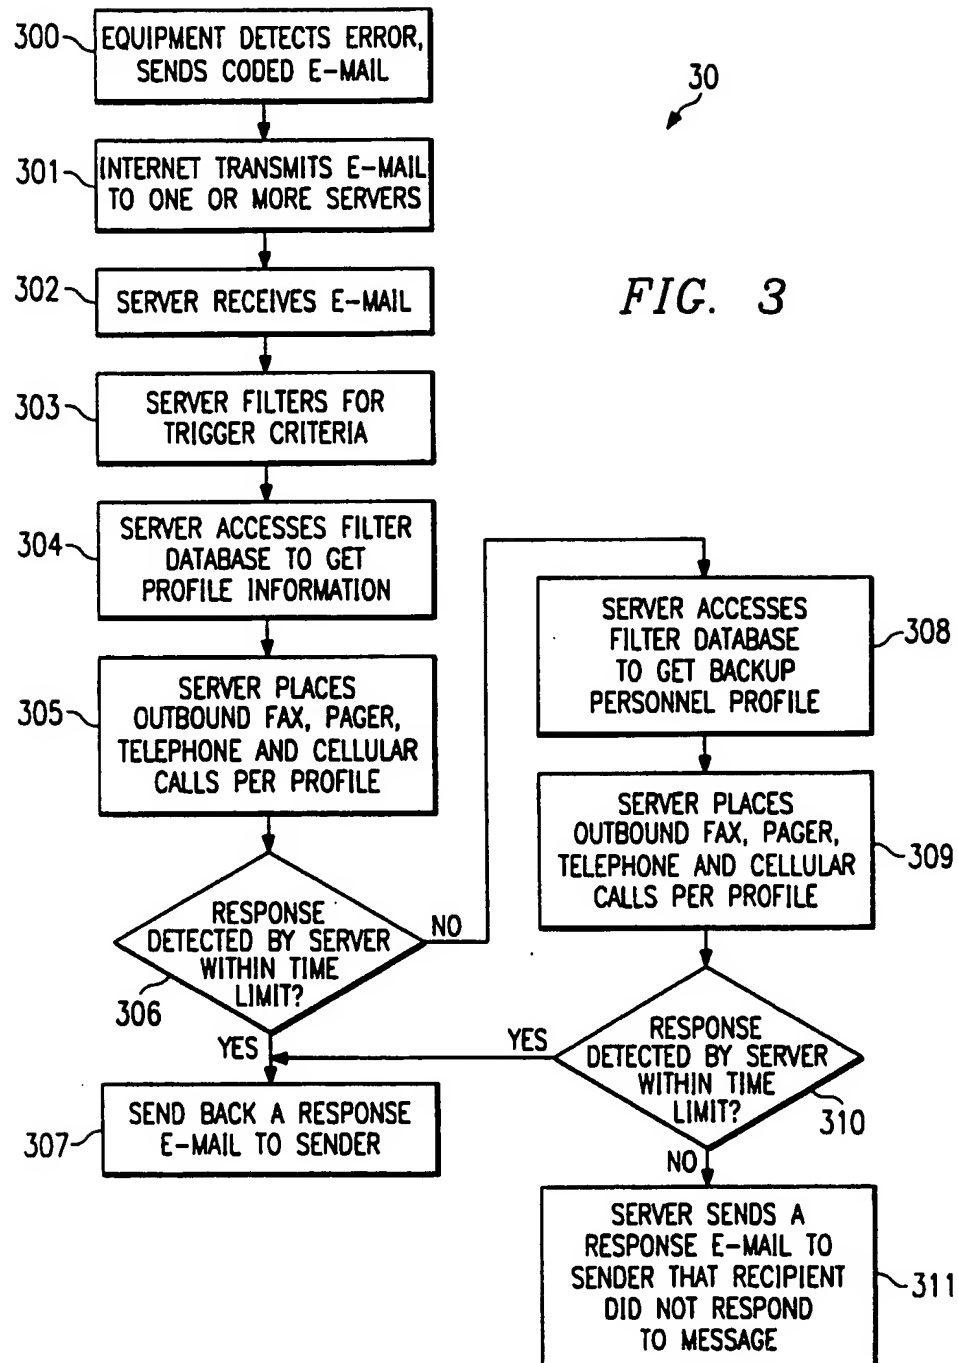 300
EQUIPMENT DETECTS ERROR,
SENDS CODED E-MAIL
30
301
INTERNET TRANSMITS E-MAIL
TO ONE OR MORE SERVERS
302
SERVER RECEIVES E-MAIL
FIG. 3
303
SERVER FILTERS FOR
TRIGGER CRITERIA
304
SERVER ACCESSES FILTER
DATABASE TO GET
PROFILE INFORMATION
305
SERVER PLACES
OUTBOUND FAX, PAGER,
TELEPHONE AND CELLULAR
CALLS PER PROFILE
RESPONSE
DETECTED BY SERVER
WITHIN TIME
LIMIT?
306
NO
YES
307
SEND BACK A RESPONSE
E-MAIL TO SENDER
SERVER ACCESSES
FILTER DATABASE
TO GET BACKUP
PERSONNEL PROFILE
308
SERVER PLACES
OUTBOUND FAX, PAGER,
TELEPHONE AND CELLULAR
CALLS PER PROFILE
309
YES
RESPONSE
DETECTED BY SERVER
WITHIN TIME
LIMIT?
310
NO
SERVER SENDS A
RESPONSE E-MAIL TO
SENDER THAT RECIPIENT
DID NOT RESPOND
TO MESSAGE
311